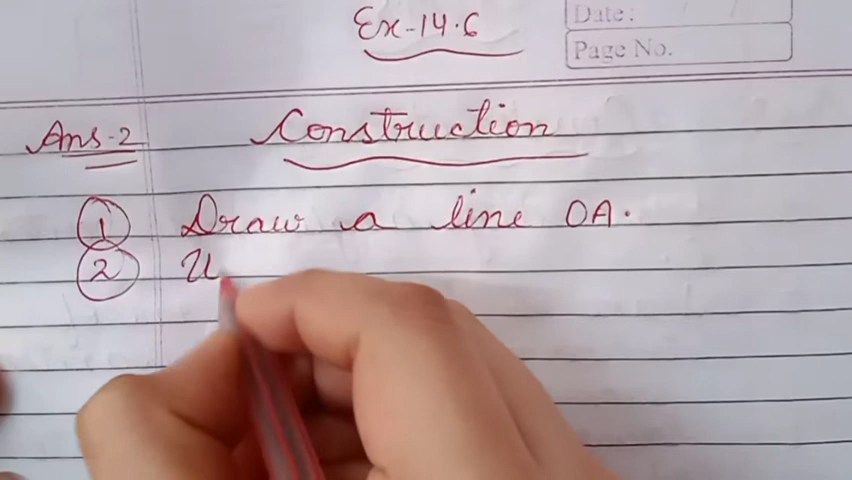 Ex-14.6
Date:
Page No.
Ans-2 Construction
1 Draw a line OA.
2 U